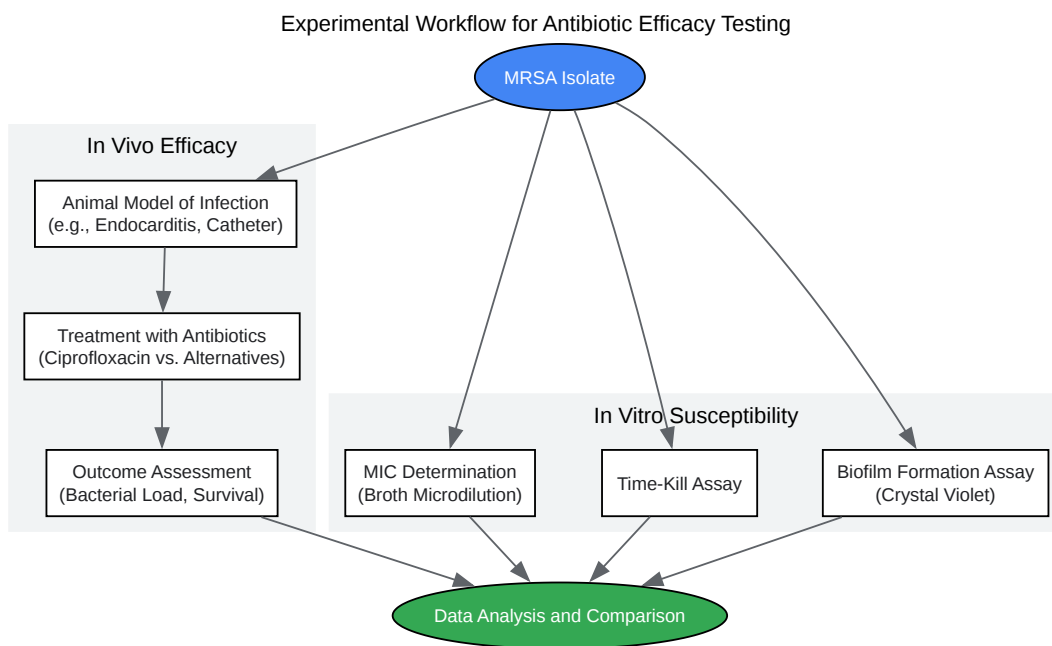 Experimental Workflow for Antibiotic Efficacy Testing
MRSA Isolate
In Vivo Efficacy
Animal Model of Infection
(e.g., Endocarditis, Catheter)
Treatment with Antibiotics
(Ciprofloxacin vs. Alternatives)
Outcome Assessment
(Bacterial Load, Survival)
In Vitro Susceptibility
MIC Determination
(Broth Microdilution)
Time-Kill Assay
Biofilm Formation Assay
(Crystal Violet)
Data Analysis and Comparison